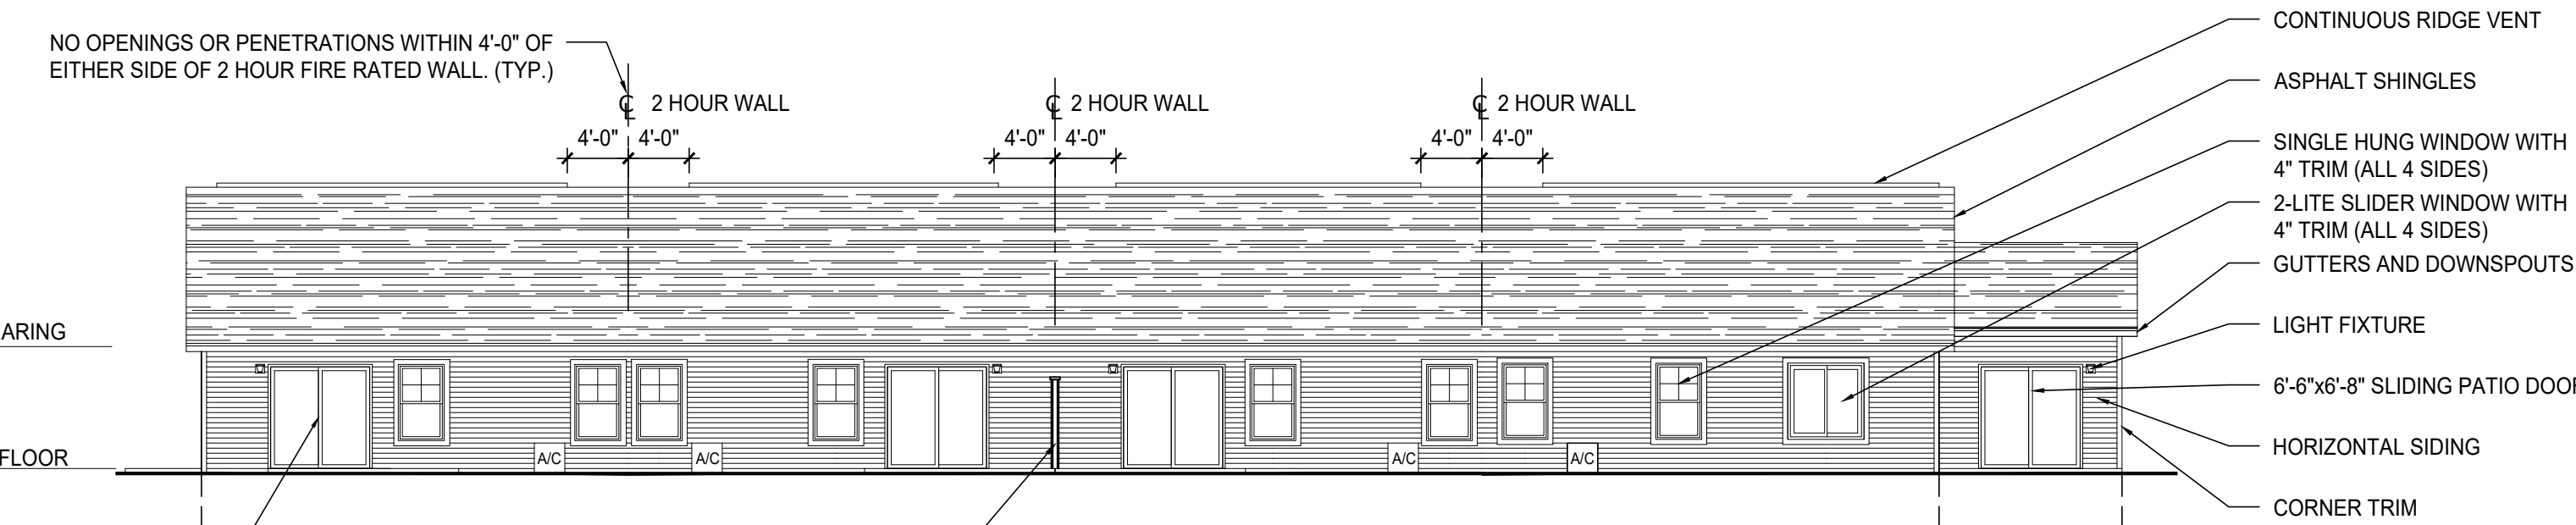 NO OPENINGS OR PENETRATIONS WITHIN 4'-0" OF
EITHER SIDE OF 2 HOUR FIRE RATED WALL. (TYP.)
℄ 2 HOUR WALL
℄ 2 HOUR WALL
℄ 2 HOUR WALL
4'-0" 4'-0"
4'-0" 4'-0"
4'-0" 4'-0"
CONTINUOUS RIDGE VENT
ASPHALT SHINGLES
SINGLE HUNG WINDOW WITH
4" TRIM (ALL 4 SIDES)
2-LITE SLIDER WINDOW WITH
4" TRIM (ALL 4 SIDES)
GUTTERS AND DOWNSPOUTS
LIGHT FIXTURE
6'-6"x6'-8" SLIDING PATIO DOOR
HORIZONTAL SIDING
CORNER TRIM
ARING
FLOOR
A/C
A/C
A/C
A/C